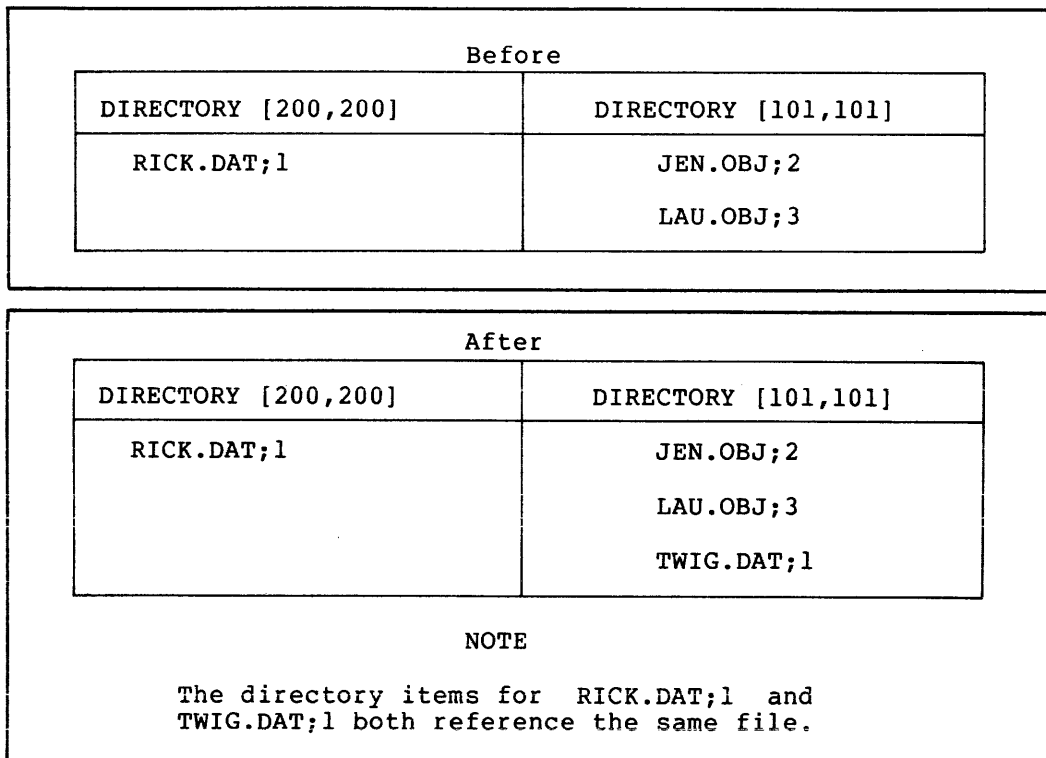 Before
DIRECTORY [200,200] DIRECTORY [101,101]
RICK.DAT;1 JEN.OBJ;2
LAU.OBJ;3
After
DIRECTORY [200,200] DIRECTORY [101,101]
RICK.DAT;1 JEN.OBJ;2
LAU.OBJ;3
TWIG.DAT;1
NOTE
The directory items for RICK.DAT;1 and
TWIG.DAT;1 both reference the same file.